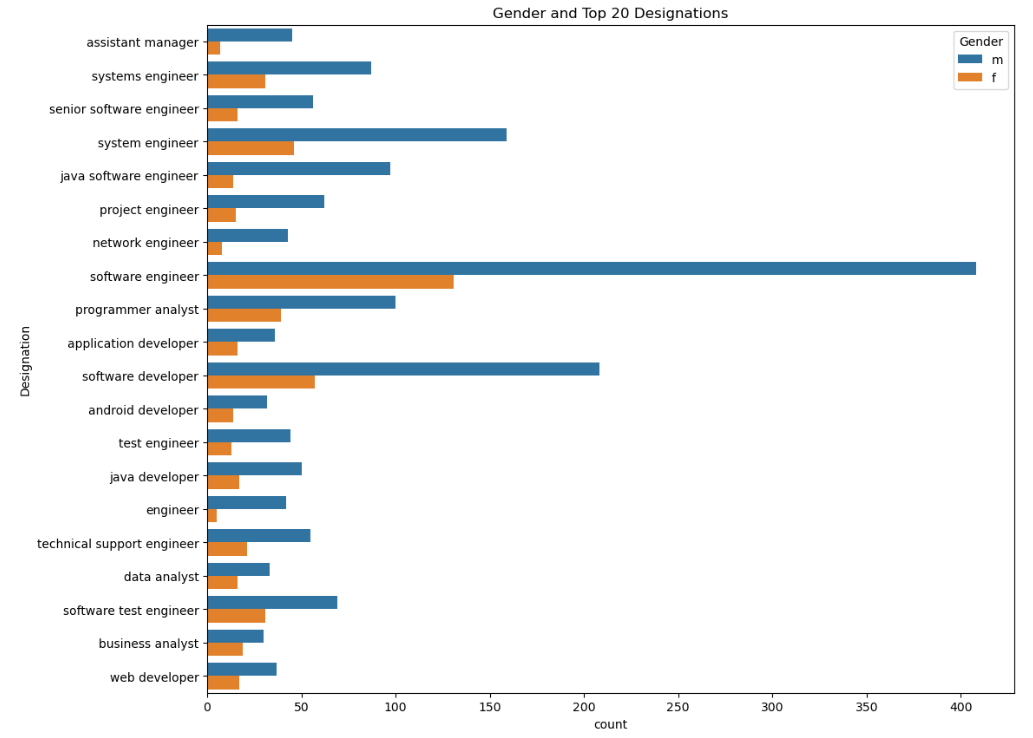 Gender and Top 20 Designations
Gender
m
f
Designation
assistant manager
systems engineer
senior software engineer
system engineer
java software engineer
project engineer
network engineer
software engineer
programmer analyst
application developer
software developer
android developer
test engineer
java developer
engineer
technical support engineer
data analyst
software test engineer
business analyst
web developer
0 50 100 150 200 250 300 350 400
count